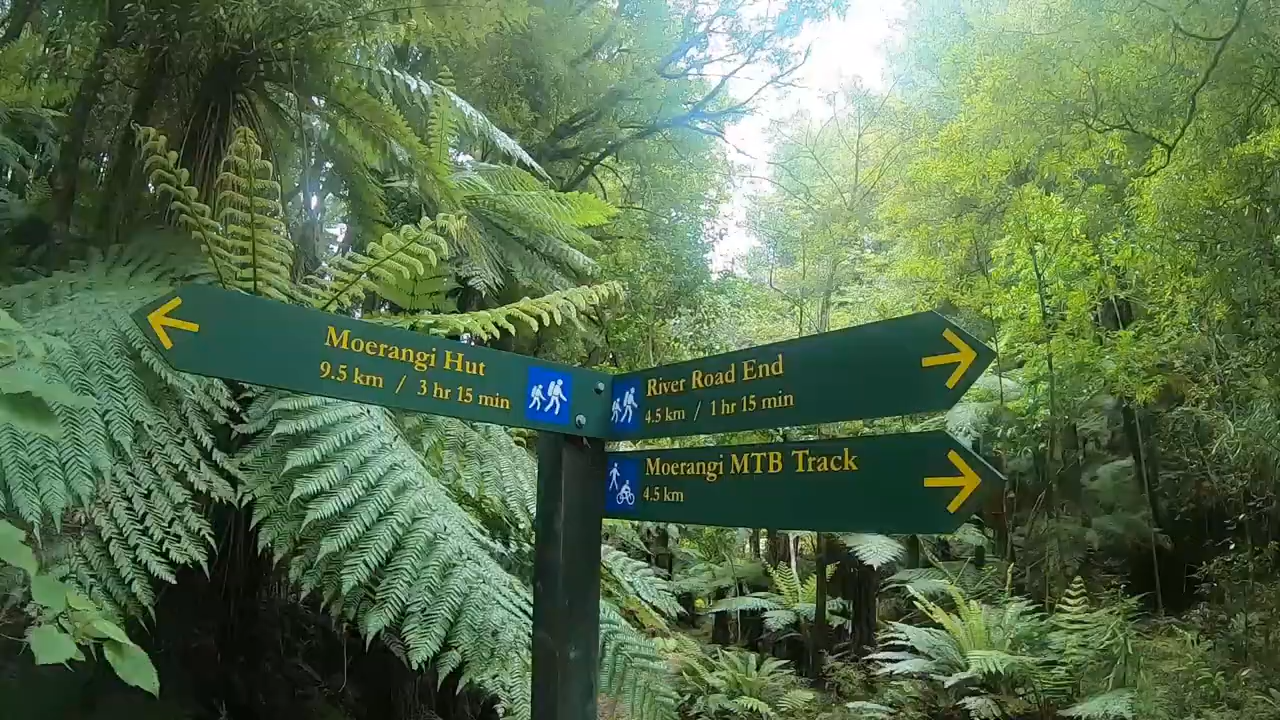 Moerangi Hut
9.5 km / 3 hr 15 min
River Road End
4.5 km / 1 hr 15 min
Moerangi MTB Track
4.5 km